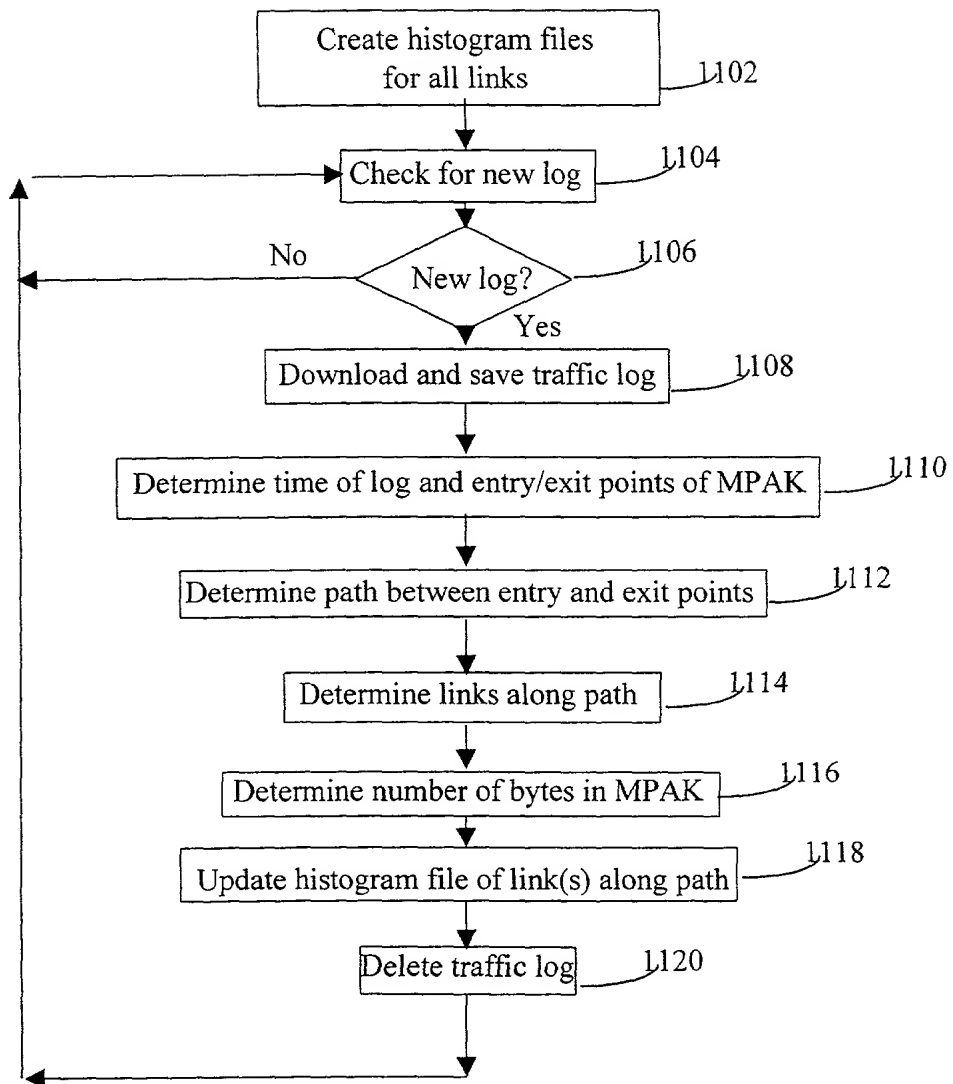 Create histogram files
for all links
1102
Check for new log
1104
No
New log?
1106
Yes
Download and save traffic log
1108
Determine time of log and entry/exit points of MPAK
1110
Determine path between entry and exit points
1112
Determine links along path
1114
Determine number of bytes in MPAK
1116
Update histogram file of link(s) along path
1118
Delete traffic log
1120